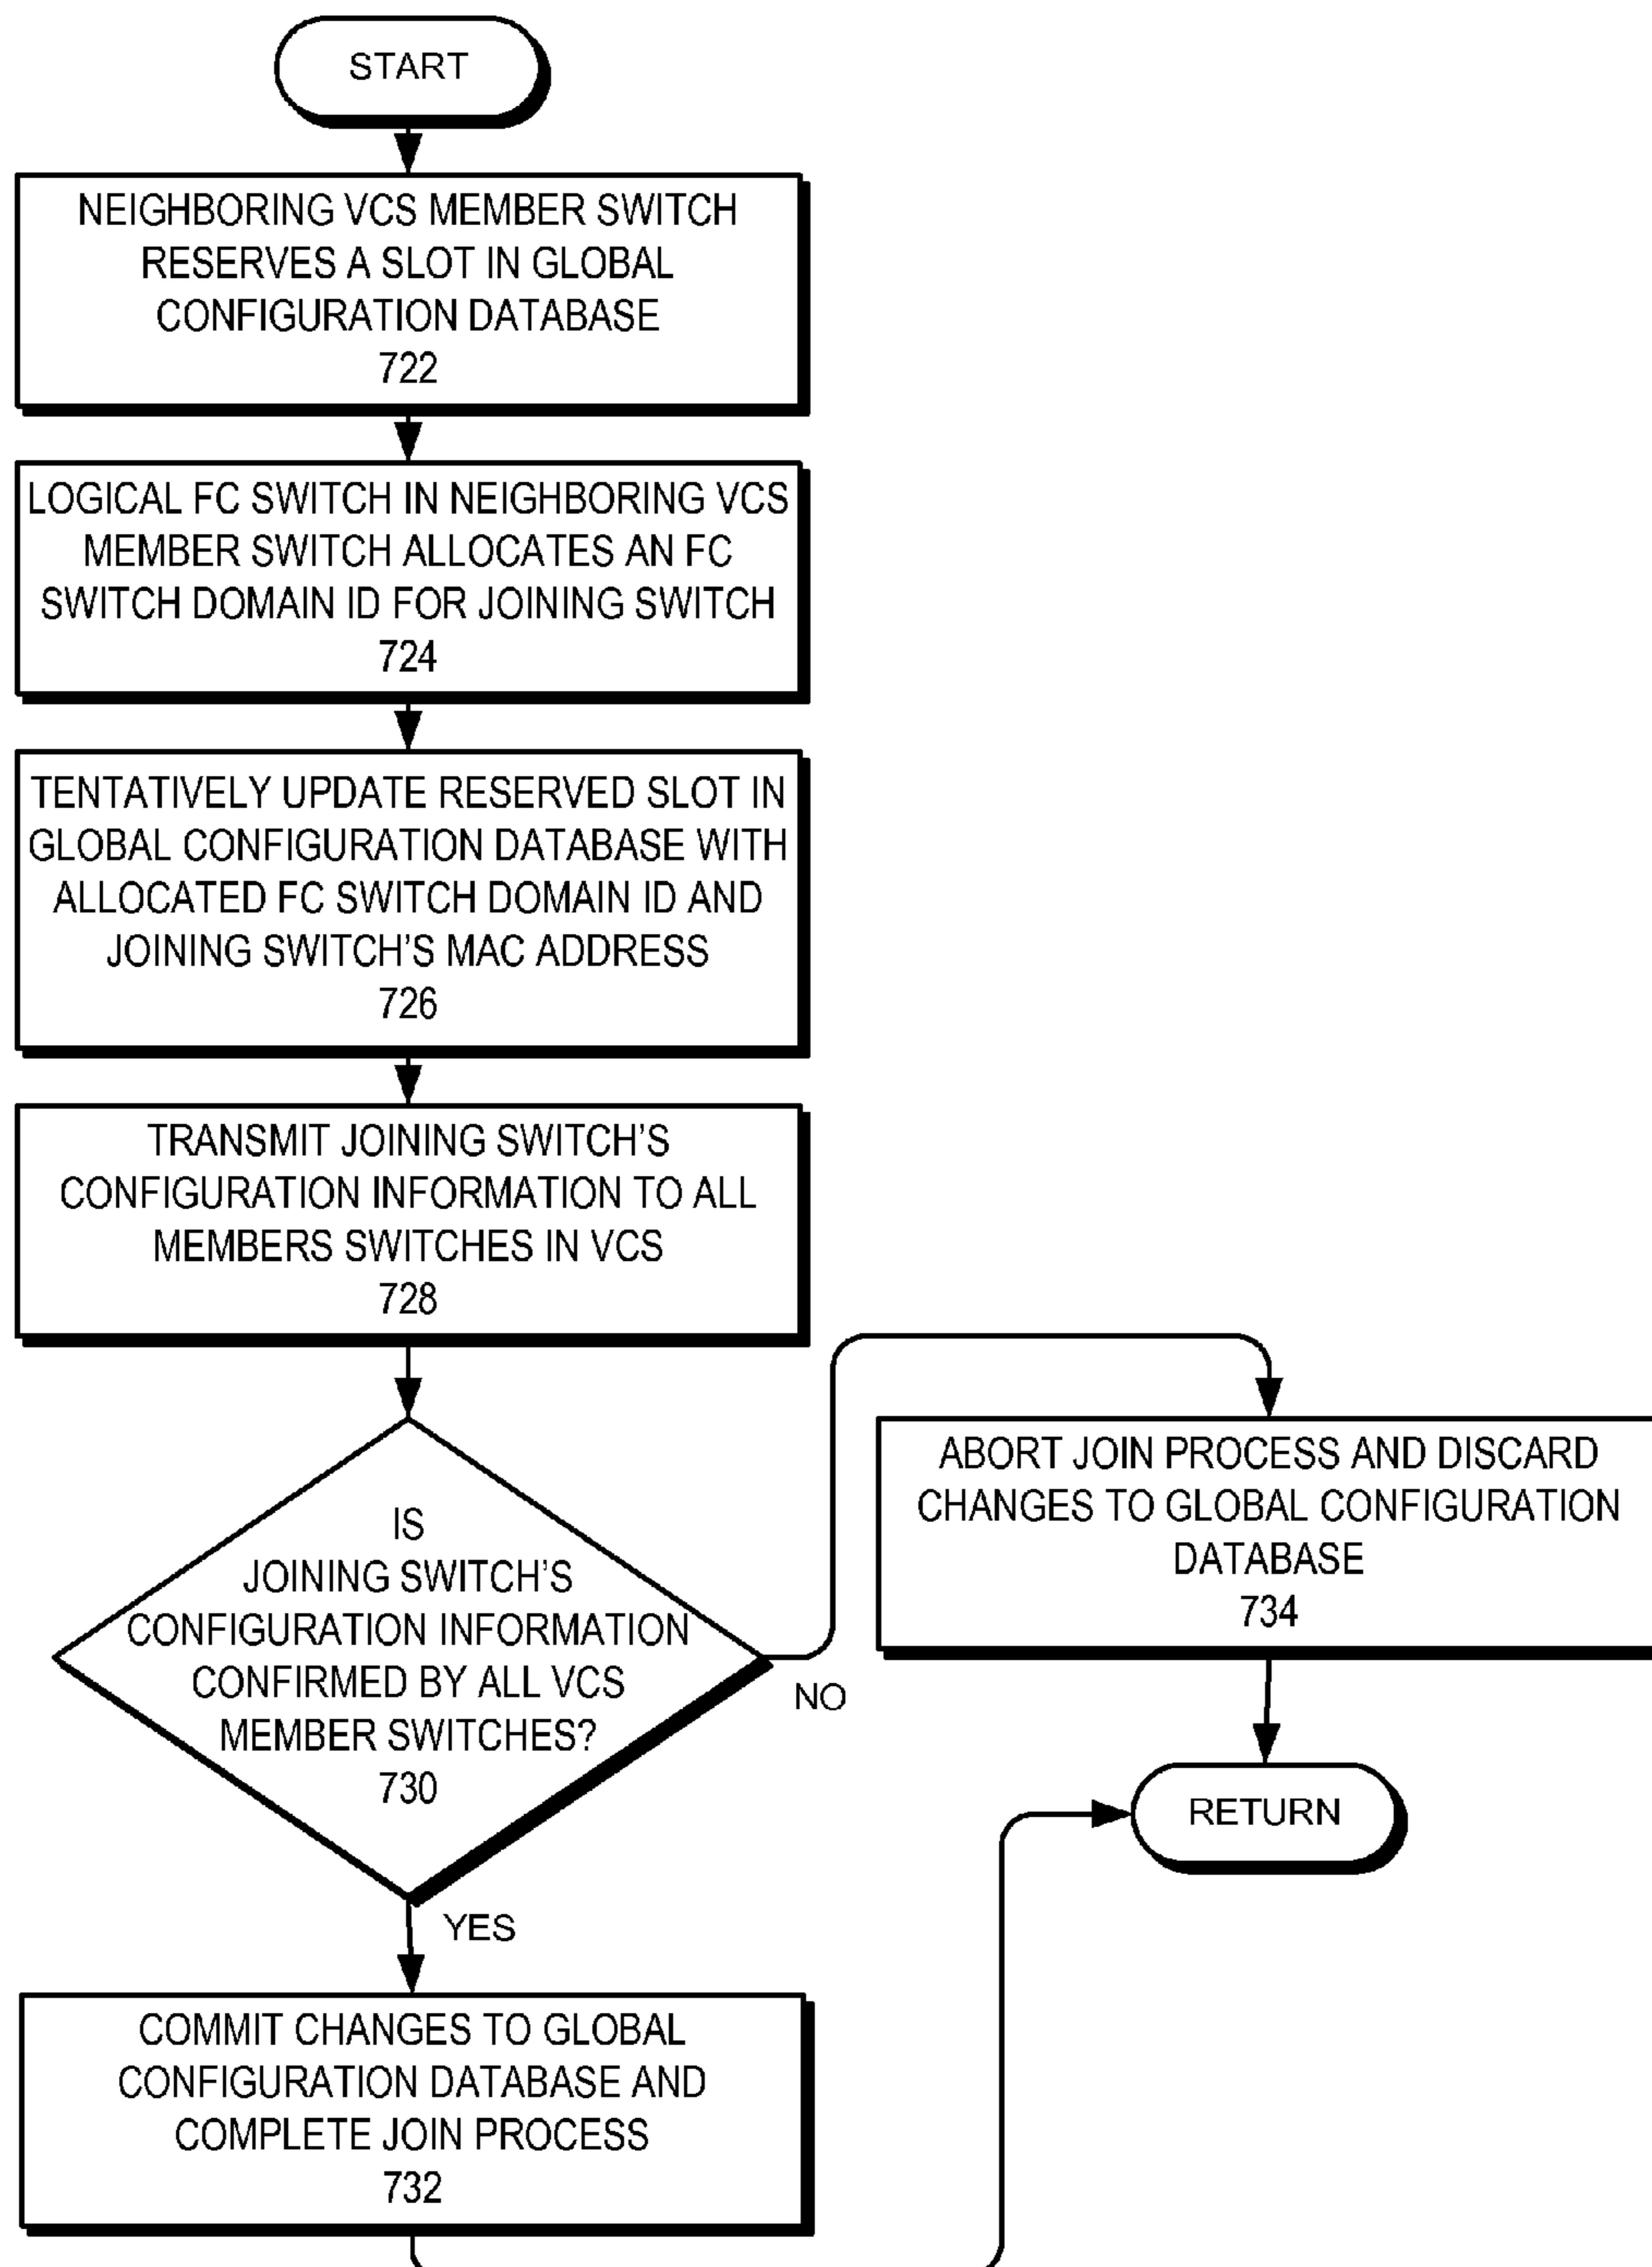 START
NEIGHBORING VCS MEMBER SWITCH
RESERVES A SLOT IN GLOBAL
CONFIGURATION DATABASE
722
LOGICAL FC SWITCH IN NEIGHBORING VCS
MEMBER SWITCH ALLOCATES AN FC
SWITCH DOMAIN ID FOR JOINING SWITCH
724
TENTATIVELY UPDATE RESERVED SLOT IN
GLOBAL CONFIGURATION DATABASE WITH
ALLOCATED FC SWITCH DOMAIN ID AND
JOINING SWITCH'S MAC ADDRESS
726
TRANSMIT JOINING SWITCH'S
CONFIGURATION INFORMATION TO ALL
MEMBERS SWITCHES IN VCS
728
IS
JOINING SWITCH'S
CONFIGURATION INFORMATION
CONFIRMED BY ALL VCS
MEMBER SWITCHES?
730
NO
ABORT JOIN PROCESS AND DISCARD
CHANGES TO GLOBAL CONFIGURATION
DATABASE
734
RETURN
YES
COMMIT CHANGES TO GLOBAL
CONFIGURATION DATABASE AND
COMPLETE JOIN PROCESS
732